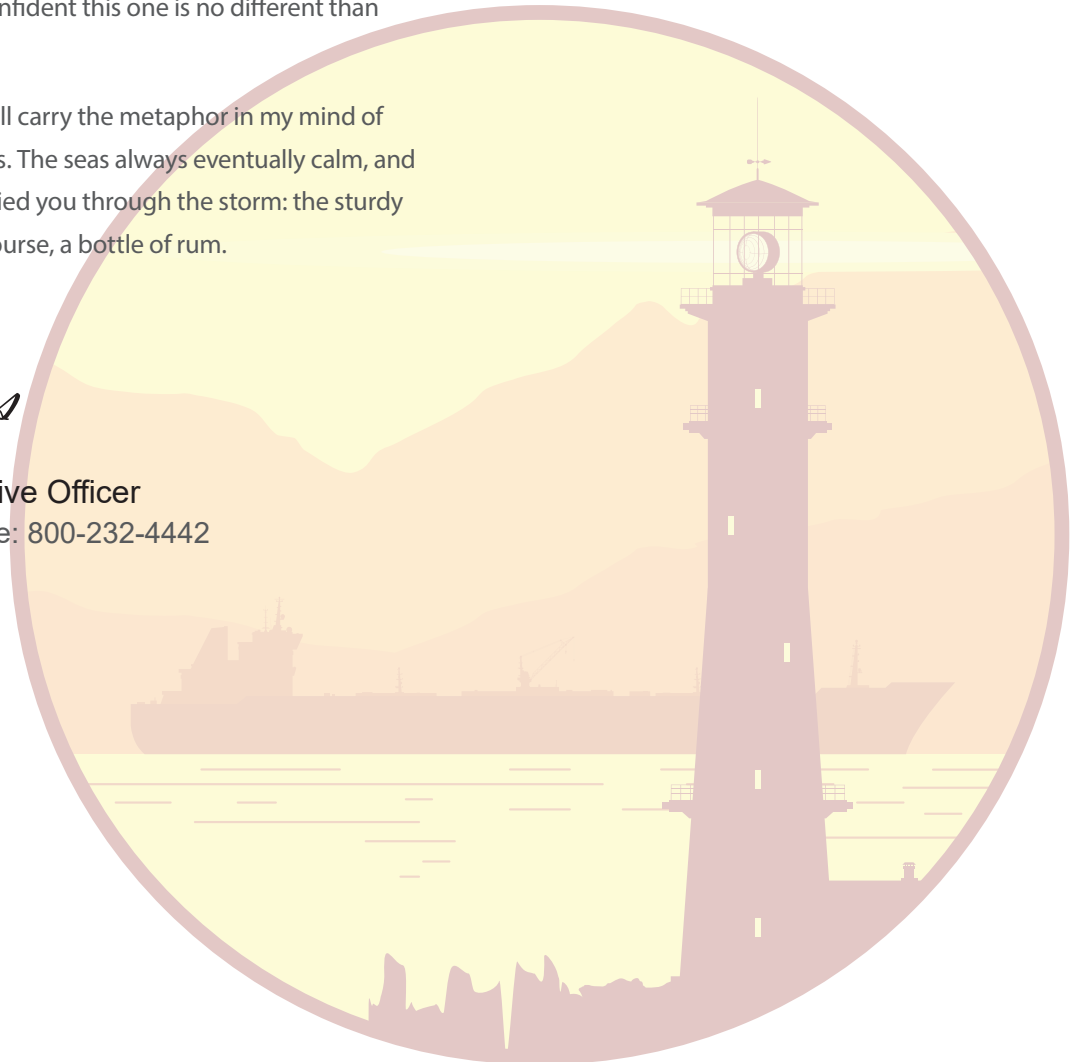 nfident this one is no different than
ll carry the metaphor in my mind of
s. The seas always eventually calm, and
ied you through the storm: the sturdy
ourse, a bottle of rum.
s
ive Officer
e: 800-232-4442